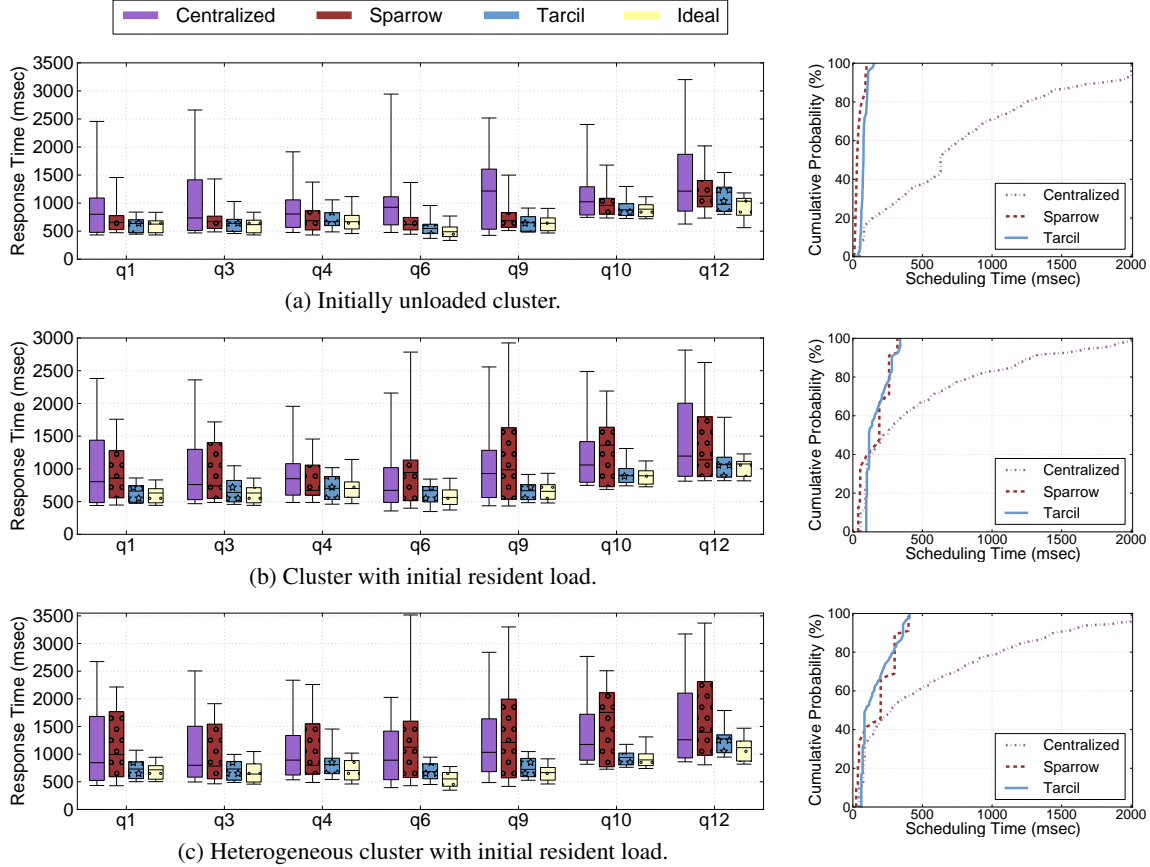 Centralized Sparrow Tarcil Ideal
Response Time (msec)
3500
3000
2500
2000
1500
1000
500
0
q1 q3 q4 q6 q9 q10 q12
(a) Initially unloaded cluster.
Cumulative Probability (%)
100
80
60
40
20
0
Centralized
Sparrow
Tarcil
0 500 1000 1500 2000
Scheduling Time (msec)
Response Time (msec)
3000
2500
2000
1500
1000
500
0
q1 q3 q4 q6 q9 q10 q12
(b) Cluster with initial resident load.
Cumulative Probability (%)
100
80
60
40
20
0
Centralized
Sparrow
Tarcil
0 500 1000 1500 2000
Scheduling Time (msec)
Response Time (msec)
3500
3000
2500
2000
1500
1000
500
0
q1 q3 q4 q6 q9 q10 q12
(c) Heterogeneous cluster with initial resident load.
Cumulative Probability (%)
100
80
60
40
20
0
Centralized
Sparrow
Tarcil
0 500 1000 1500 2000
Scheduling Time (msec)